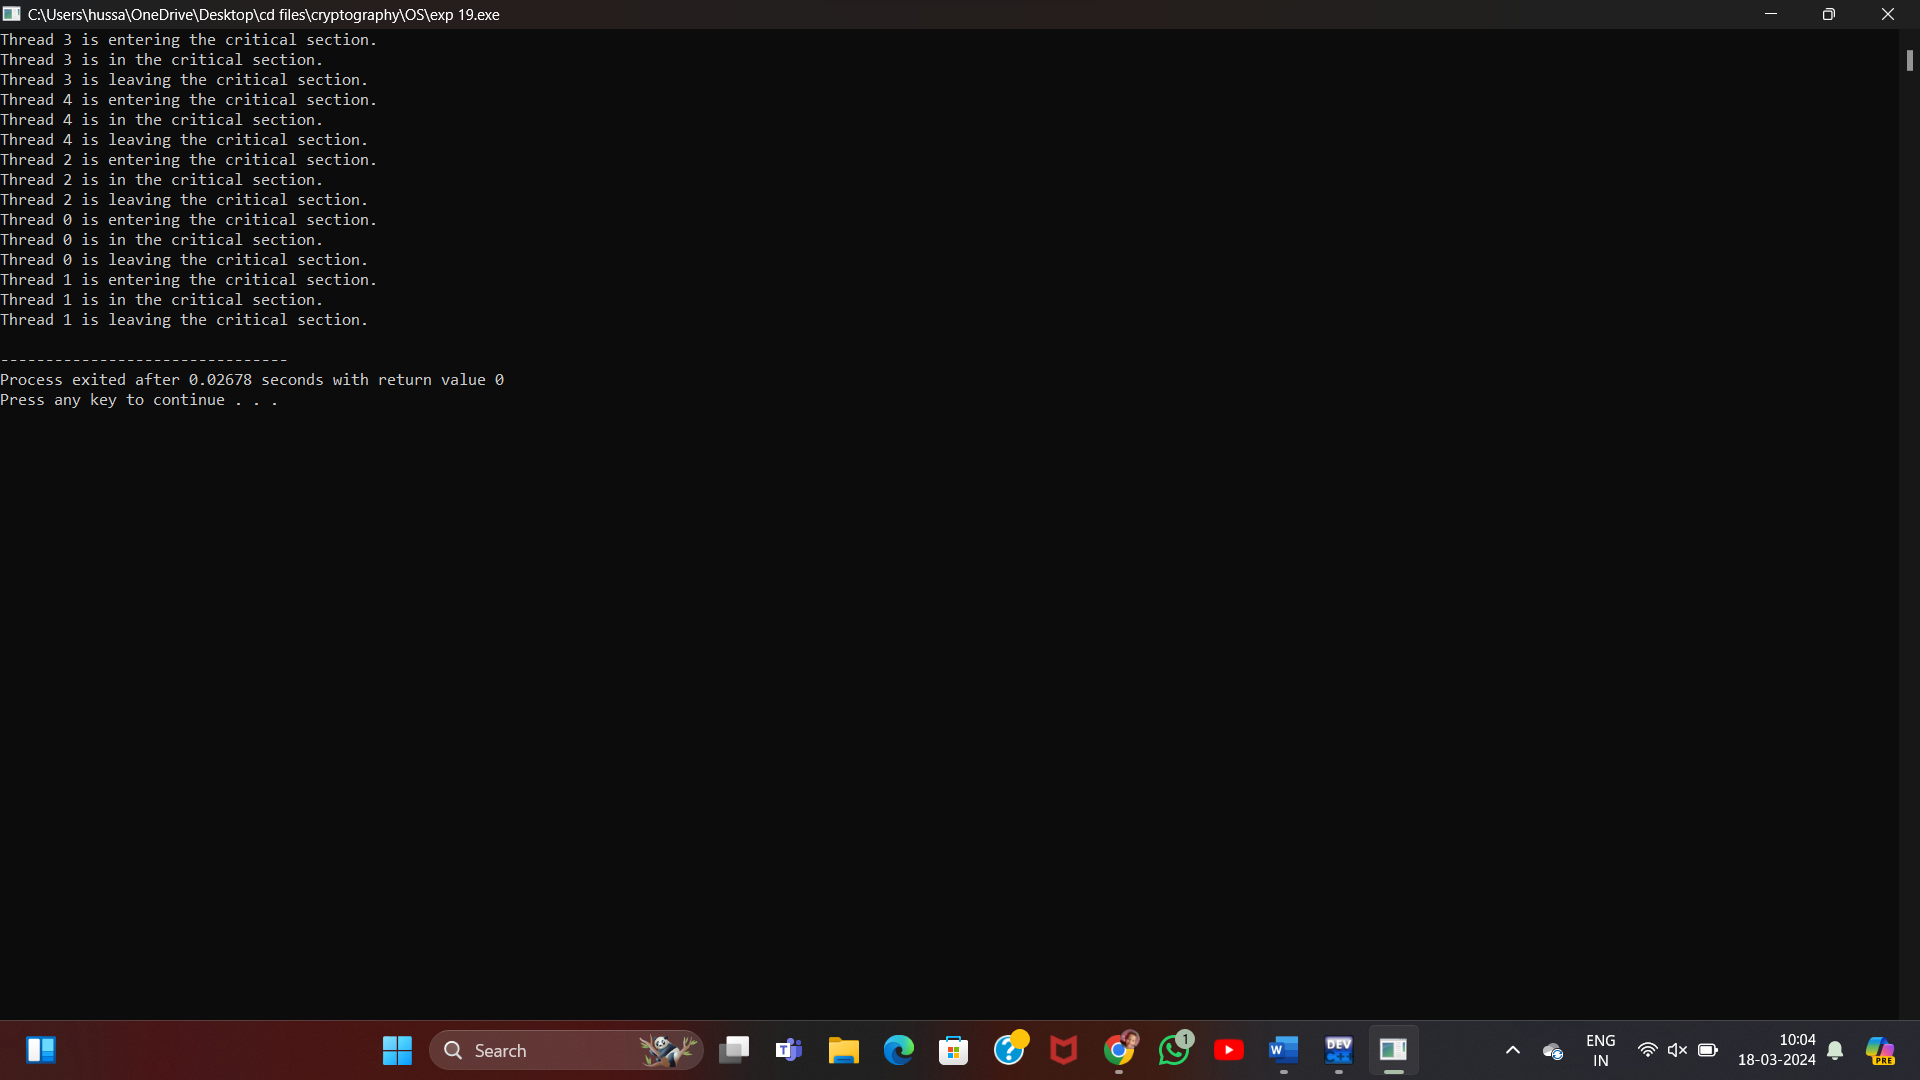 C:\Users\hussa\OneDrive\Desktop\cd files\cryptography\OS\exp 19.exe
Thread 3 is entering the critical section.
Thread 3 is in the critical section.
Thread 3 is leaving the critical section.
Thread 4 is entering the critical section.
Thread 4 is in the critical section.
Thread 4 is leaving the critical section.
Thread 2 is entering the critical section.
Thread 2 is in the critical section.
Thread 2 is leaving the critical section.
Thread 0 is entering the critical section.
Thread 0 is in the critical section.
Thread 0 is leaving the critical section.
Thread 1 is entering the critical section.
Thread 1 is in the critical section.
Thread 1 is leaving the critical section.
--------------------------------
Process exited after 0.02678 seconds with return value 0
Press any key to continue . . .
Search
T
?
1
W
DEV
C++
ENG
IN
10:04
18-03-2024
PRE